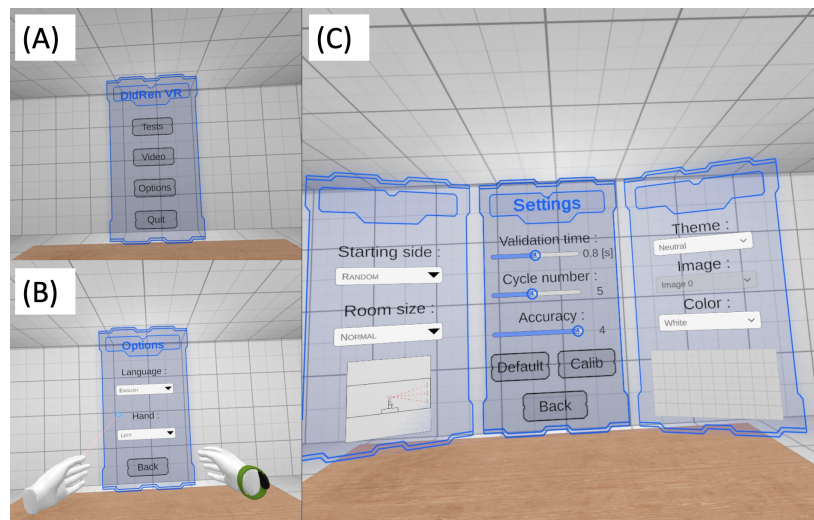 (A)
DidRen VR
Tests
Video
Options
Quit
(B)
Options
Language :
ENGLISH
Hand :
LEFT
Back
(C)
Starting side :
RANDOM
Room size :
NORMAL
Settings
Validation time :
0.8 [s]
Cycle number :
5
Accuracy :
4
Default
Calib
Back
Theme :
Neutral
Image :
Image 0
Color :
White